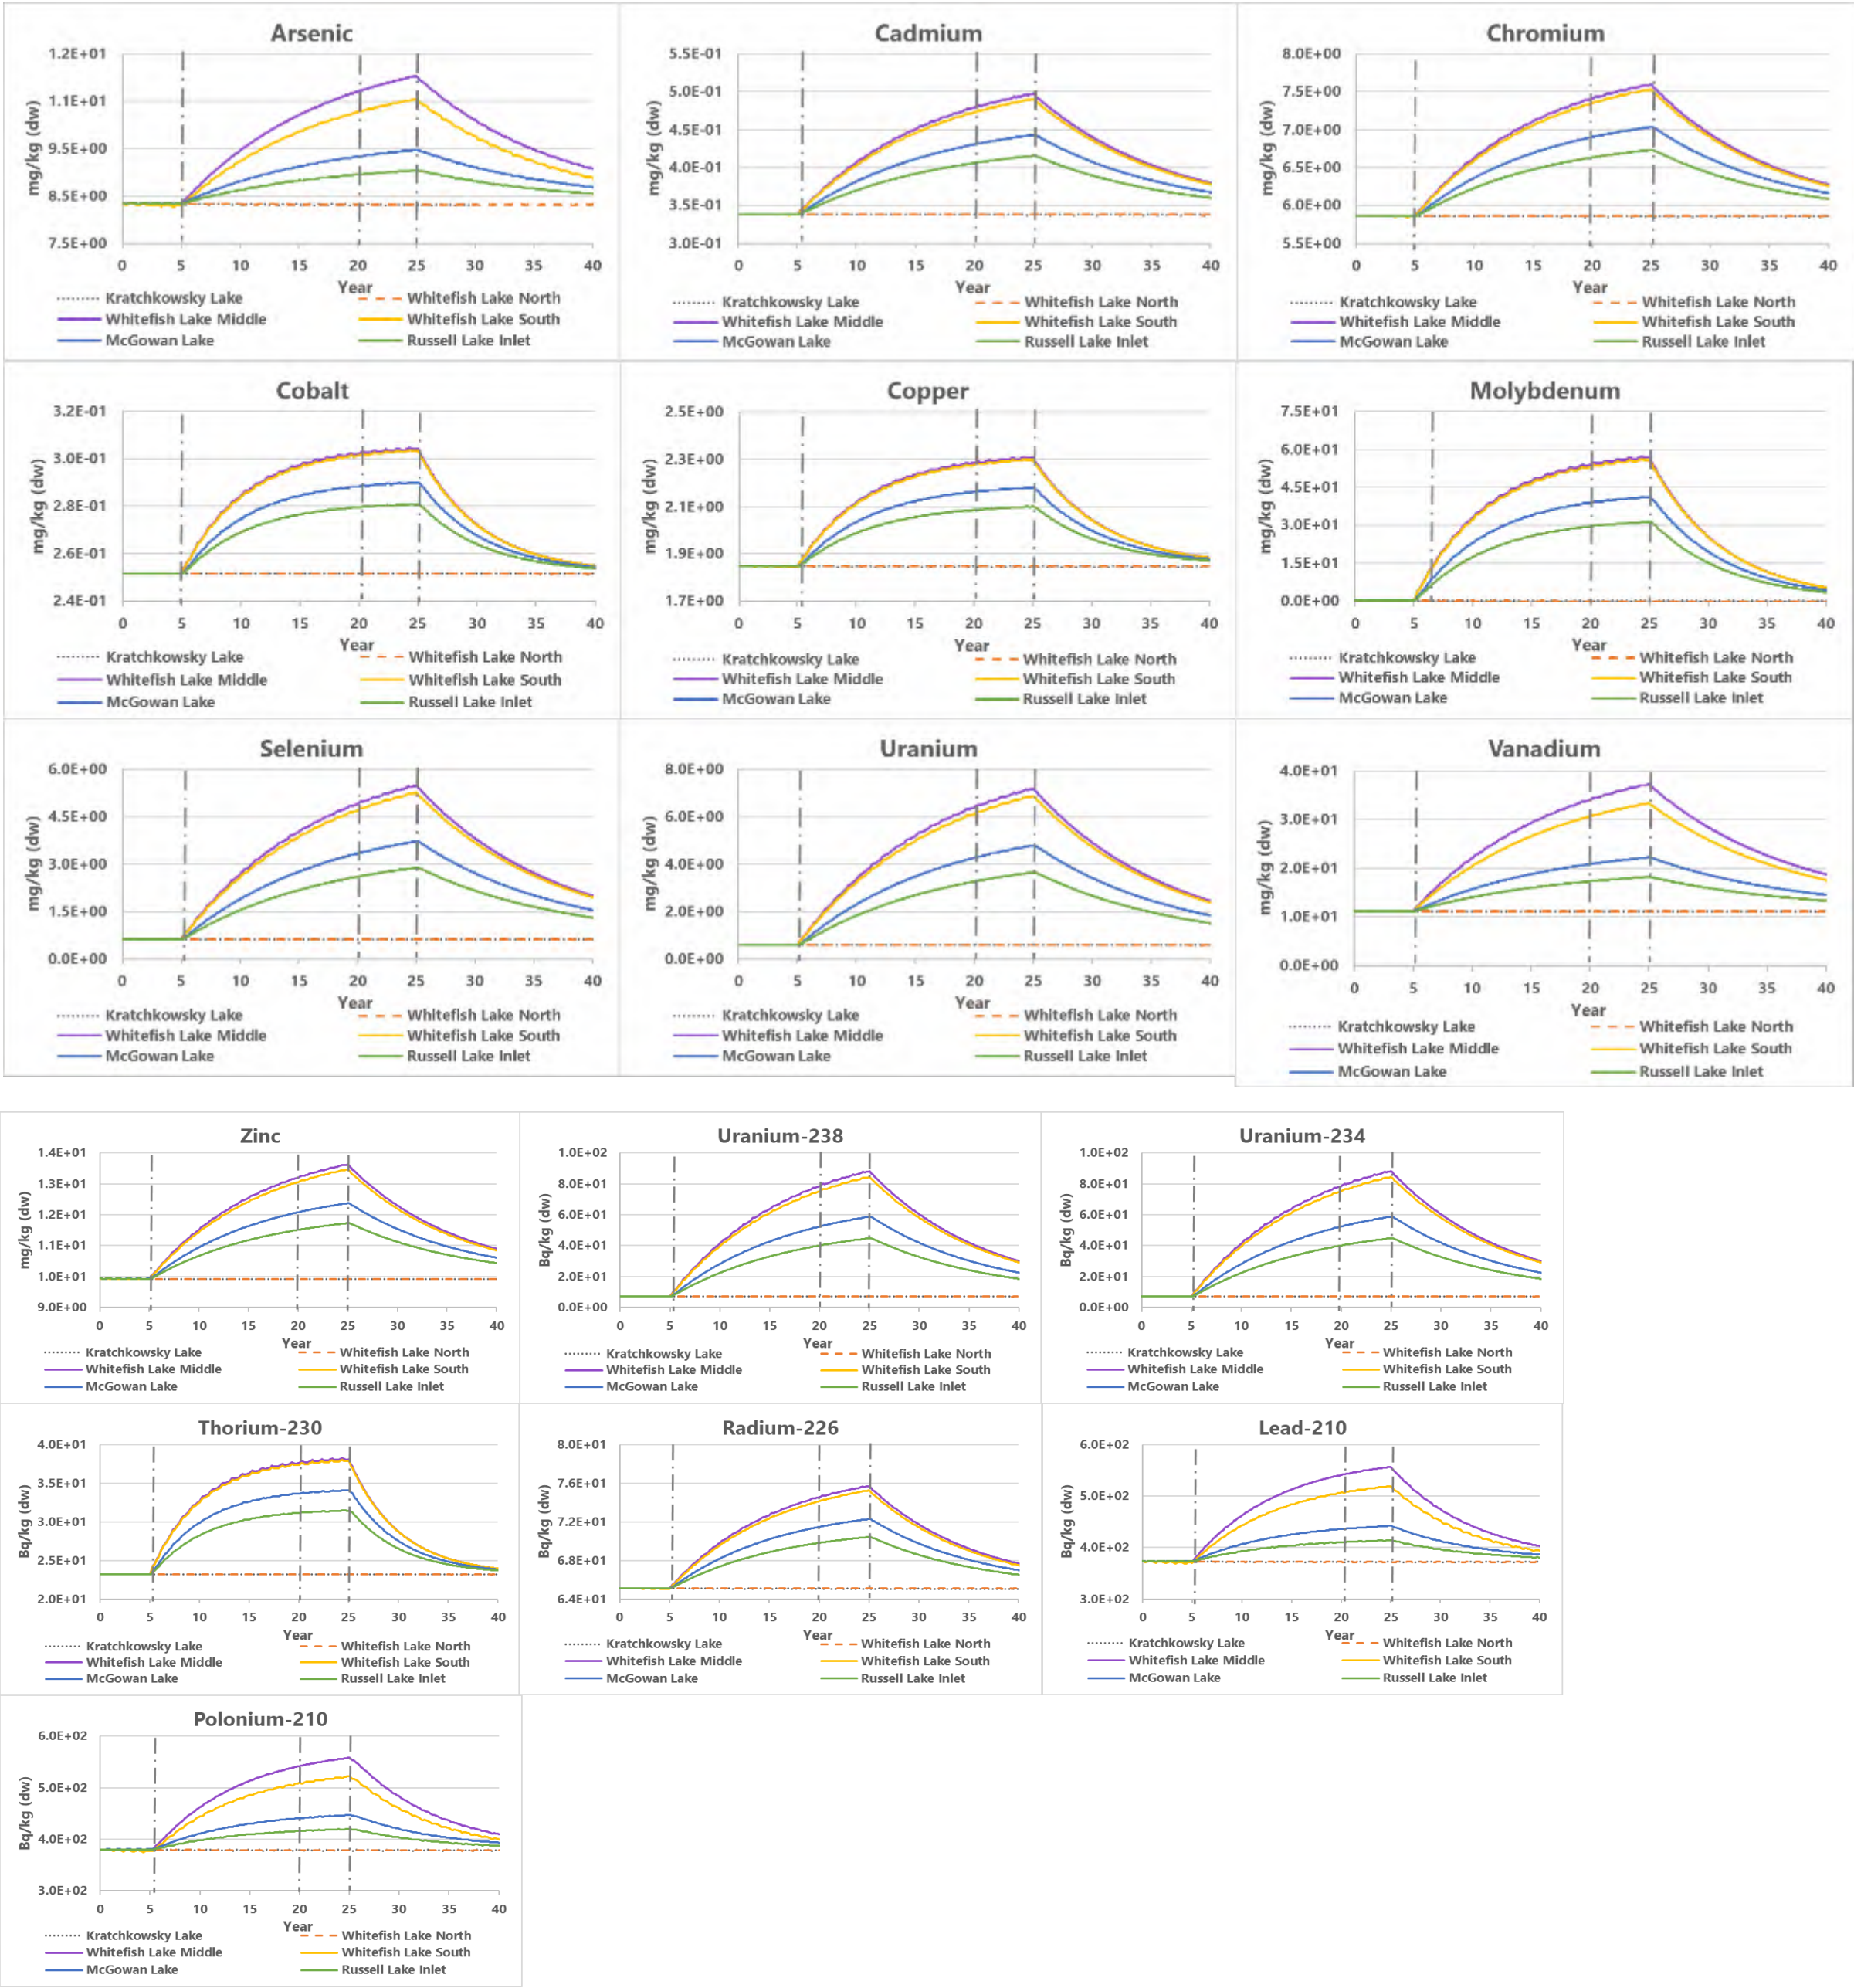 Arsenic
mg/kg (dw)
1.2E+01
1.1E+01
9.5E+00
8.5E+00
7.5E+00
0 5 10 15 20 25 30 35 40
Year
Kratchkowsky Lake Whitefish Lake North
Whitefish Lake Middle Whitefish Lake South
McGowan Lake Russell Lake Inlet
Cadmium
mg/kg (dw)
5.5E-01
5.0E-01
4.5E-01
4.0E-01
3.5E-01
3.0E-01
0 5 10 15 20 25 30 35 40
Year
Kratchkowsky Lake Whitefish Lake North
Whitefish Lake Middle Whitefish Lake South
McGowan Lake Russell Lake Inlet
Chromium
mg/kg (dw)
8.0E+00
7.5E+00
7.0E+00
6.5E+00
6.0E+00
5.5E+00
0 5 10 15 20 25 30 35 40
Year
Kratchkowsky Lake Whitefish Lake North
Whitefish Lake Middle Whitefish Lake South
McGowan Lake Russell Lake Inlet
Cobalt
mg/kg (dw)
3.2E-01
3.0E-01
2.8E-01
2.6E-01
2.4E-01
0 5 10 15 20 25 30 35 40
Year
Kratchkowsky Lake Whitefish Lake North
Whitefish Lake Middle Whitefish Lake South
McGowan Lake Russell Lake Inlet
Copper
mg/kg (dw)
2.5E+00
2.3E+00
2.1E+00
1.9E+00
1.7E+00
0 5 10 15 20 25 30 35 40
Year
Kratchkowsky Lake Whitefish Lake North
Whitefish Lake Middle Whitefish Lake South
McGowan Lake Russell Lake Inlet
Molybdenum
mg/kg (dw)
7.5E+01
6.0E+01
4.5E+01
3.0E+01
1.5E+01
0.0E+00
0 5 10 15 20 25 30 35 40
Year
Kratchkowsky Lake Whitefish Lake North
Whitefish Lake Middle Whitefish Lake South
McGowan Lake Russell Lake Inlet
Selenium
mg/kg (dw)
6.0E+00
4.5E+00
3.0E+00
1.5E+00
0.0E+00
0 5 10 15 20 25 30 35 40
Year
Kratchkowsky Lake Whitefish Lake North
Whitefish Lake Middle Whitefish Lake South
McGowan Lake Russell Lake Inlet
Uranium
mg/kg (dw)
8.0E+00
6.0E+00
4.0E+00
2.0E+00
0.0E+00
0 5 10 15 20 25 30 35 40
Year
Kratchkowsky Lake Whitefish Lake North
Whitefish Lake Middle Whitefish Lake South
McGowan Lake Russell Lake Inlet
Vanadium
mg/kg (dw)
4.0E+01
3.0E+01
2.0E+01
1.0E+01
0.0E+00
0 5 10 15 20 25 30 35 40
Year
Kratchkowsky Lake Whitefish Lake North
Whitefish Lake Middle Whitefish Lake South
McGowan Lake Russell Lake Inlet
Zinc
mg/kg (dw)
1.4E+01
1.3E+01
1.2E+01
1.1E+01
1.0E+01
9.0E+00
0 5 10 15 20 25 30 35 40
Year
Kratchkowsky Lake Whitefish Lake North
Whitefish Lake Middle Whitefish Lake South
McGowan Lake Russell Lake Inlet
Uranium-238
Bq/kg (dw)
1.0E+02
8.0E+01
6.0E+01
4.0E+01
2.0E+01
0.0E+00
0 5 10 15 20 25 30 35 40
Year
Kratchkowsky Lake Whitefish Lake North
Whitefish Lake Middle Whitefish Lake South
McGowan Lake Russell Lake Inlet
Uranium-234
Bq/kg (dw)
1.0E+02
8.0E+01
6.0E+01
4.0E+01
2.0E+01
0.0E+00
0 5 10 15 20 25 30 35 40
Year
Kratchkowsky Lake Whitefish Lake North
Whitefish Lake Middle Whitefish Lake South
McGowan Lake Russell Lake Inlet
Thorium-230
Bq/kg (dw)
4.0E+01
3.5E+01
3.0E+01
2.5E+01
2.0E+01
0 5 10 15 20 25 30 35 40
Year
Kratchkowsky Lake Whitefish Lake North
Whitefish Lake Middle Whitefish Lake South
McGowan Lake Russell Lake Inlet
Radium-226
Bq/kg (dw)
8.0E+01
7.6E+01
7.2E+01
6.8E+01
6.4E+01
0 5 10 15 20 25 30 35 40
Year
Kratchkowsky Lake Whitefish Lake North
Whitefish Lake Middle Whitefish Lake South
McGowan Lake Russell Lake Inlet
Lead-210
Bq/kg (dw)
6.0E+02
5.0E+02
4.0E+02
3.0E+02
0 5 10 15 20 25 30 35 40
Year
Kratchkowsky Lake Whitefish Lake North
Whitefish Lake Middle Whitefish Lake South
McGowan Lake Russell Lake Inlet
Polonium-210
Bq/kg (dw)
6.0E+02
5.0E+02
4.0E+02
3.0E+02
0 5 10 15 20 25 30 35 40
Year
Kratchkowsky Lake Whitefish Lake North
Whitefish Lake Middle Whitefish Lake South
McGowan Lake Russell Lake Inlet